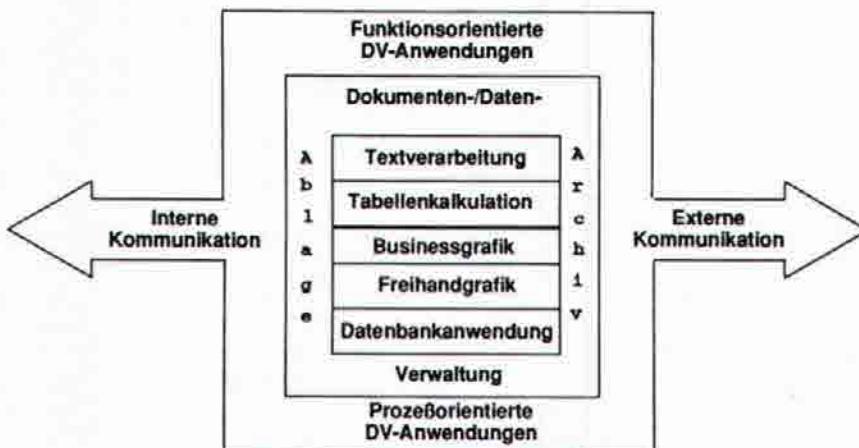 Funktionsorientierte
DV-Anwendungen
Dokumenten-/Daten-
Ablage
Textverarbeitung
Tabellenkalkulation
Businessgrafik
Freihandgrafik
Datenbankanwendung
Archiv
Interne
Kommunikation
Externe
Kommunikation
Verwaltung
Prozeßorientierte
DV-Anwendungen